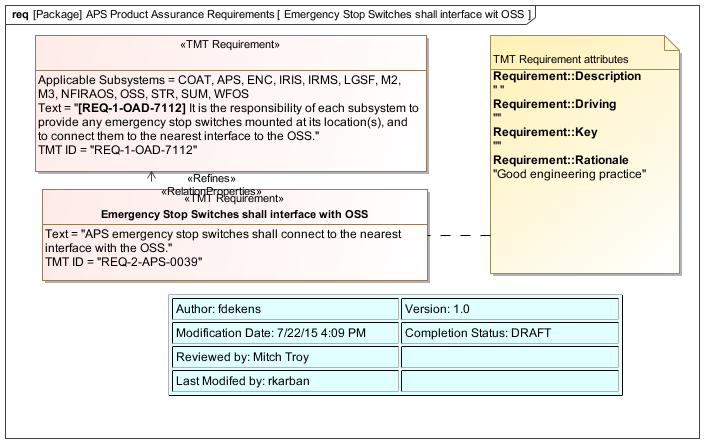 req [Package] APS Product Assurance Requirements [ Emergency Stop Switches shall interface wit OSS ]
«TMT Requirement»
Applicable Subsystems = COAT, APS, ENC, IRIS, IRMS, LGSF, M2,
M3, NFIRAOS, OSS, STR, SUM, WFOS
Text = "[REQ-1-OAD-7112] It is the responsibility of each subsystem to
provide any emergency stop switches mounted at its location(s), and
to connect them to the nearest interface to the OSS."
TMT ID = "REQ-1-OAD-7112"
TMT Requirement attributes
Requirement::Description
" "
Requirement::Driving
""
Requirement::Key
""
Requirement::Rationale
"Good engineering practice"
«Refines»
«RelationProperties»
«TMT Requirement»
Emergency Stop Switches shall interface with OSS
Text = "APS emergency stop switches shall connect to the nearest
interface with the OSS."
TMT ID = "REQ-2-APS-0039"
Author: fdekens
Version: 1.0
Modification Date: 7/22/15 4:09 PM
Completion Status: DRAFT
Reviewed by: Mitch Troy
Last Modifed by: rkarban